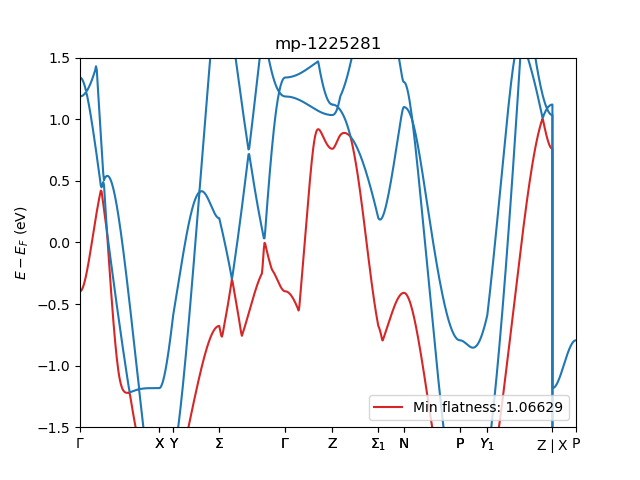 mp-1225281
1.5
1.0
0.5
0.0
−0.5
−1.0
−1.5
E − E_F (eV)
Min flatness: 1.06629
Γ X Y Σ Γ Z Σ₁ N P Y₁ Z | X P